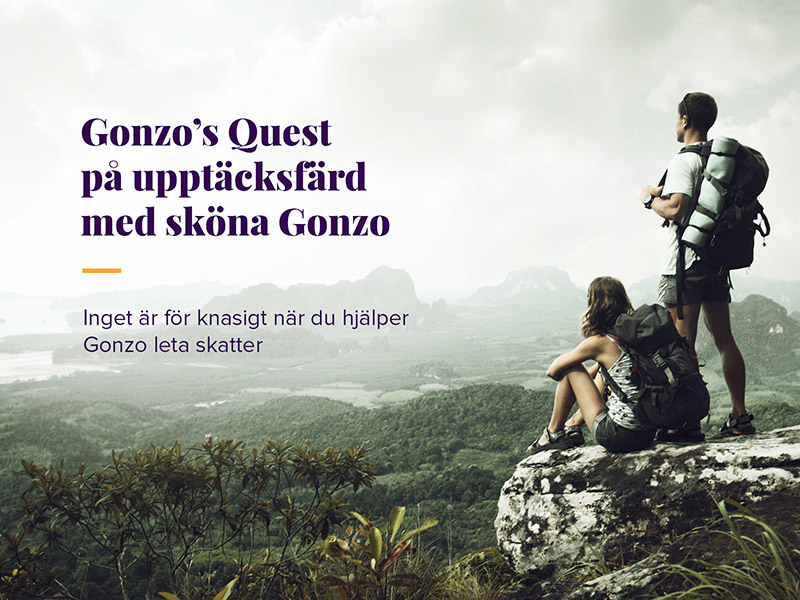 Gonzo’s Quest
på upptäcksfärd
med sköna Gonzo
Inget är för knasigt när du hjälper
Gonzo leta skatter